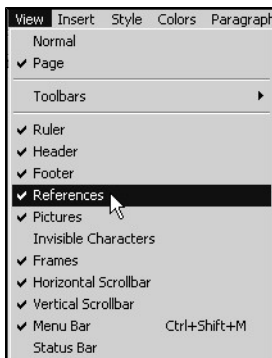 View Insert Style Colors Paragraph
Normal
✔ Page
Toolbars
✔ Ruler
✔ Header
✔ Footer
✔ References
✔ Pictures
Invisible Characters
✔ Frames
✔ Horizontal Scrollbar
✔ Vertical Scrollbar
✔ Menu Bar Ctrl+Shift+M
Status Bar